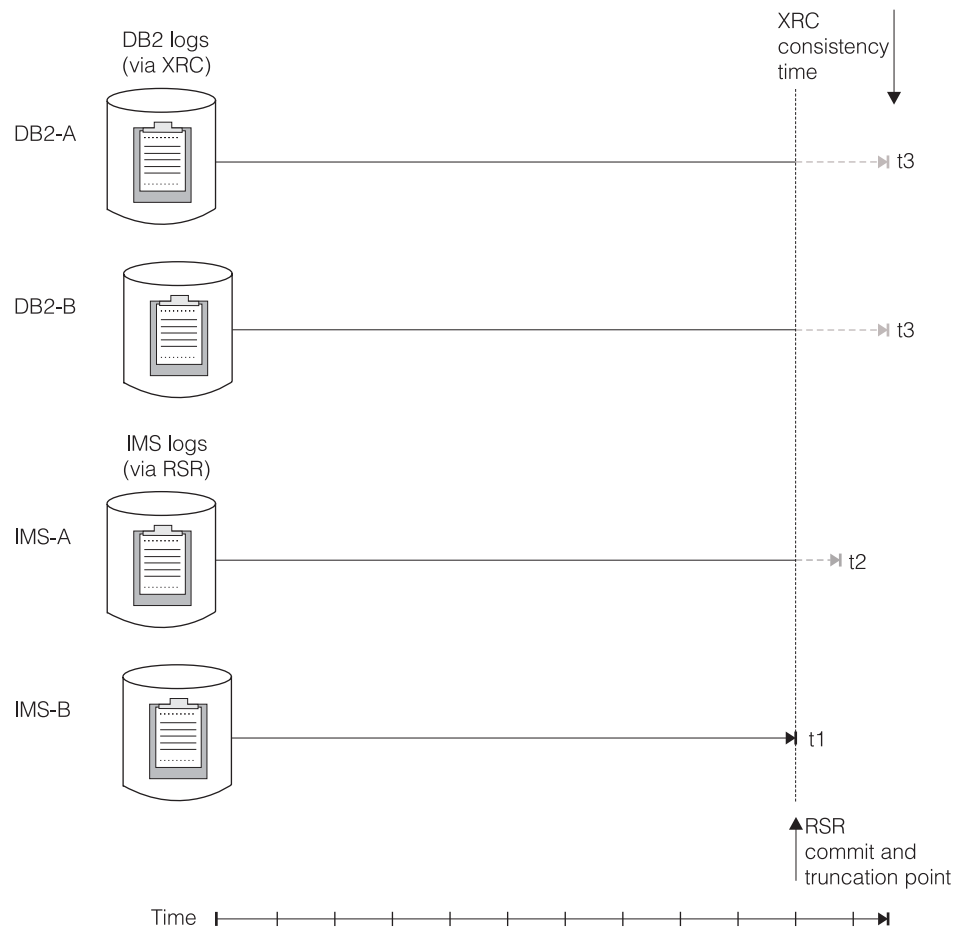 XRC
consistency
time
DB2 logs
(via XRC)
DB2-A
t3
DB2-B
t3
IMS logs
(via RSR)
IMS-A
t2
IMS-B
t1
RSR
commit and
truncation point
Time